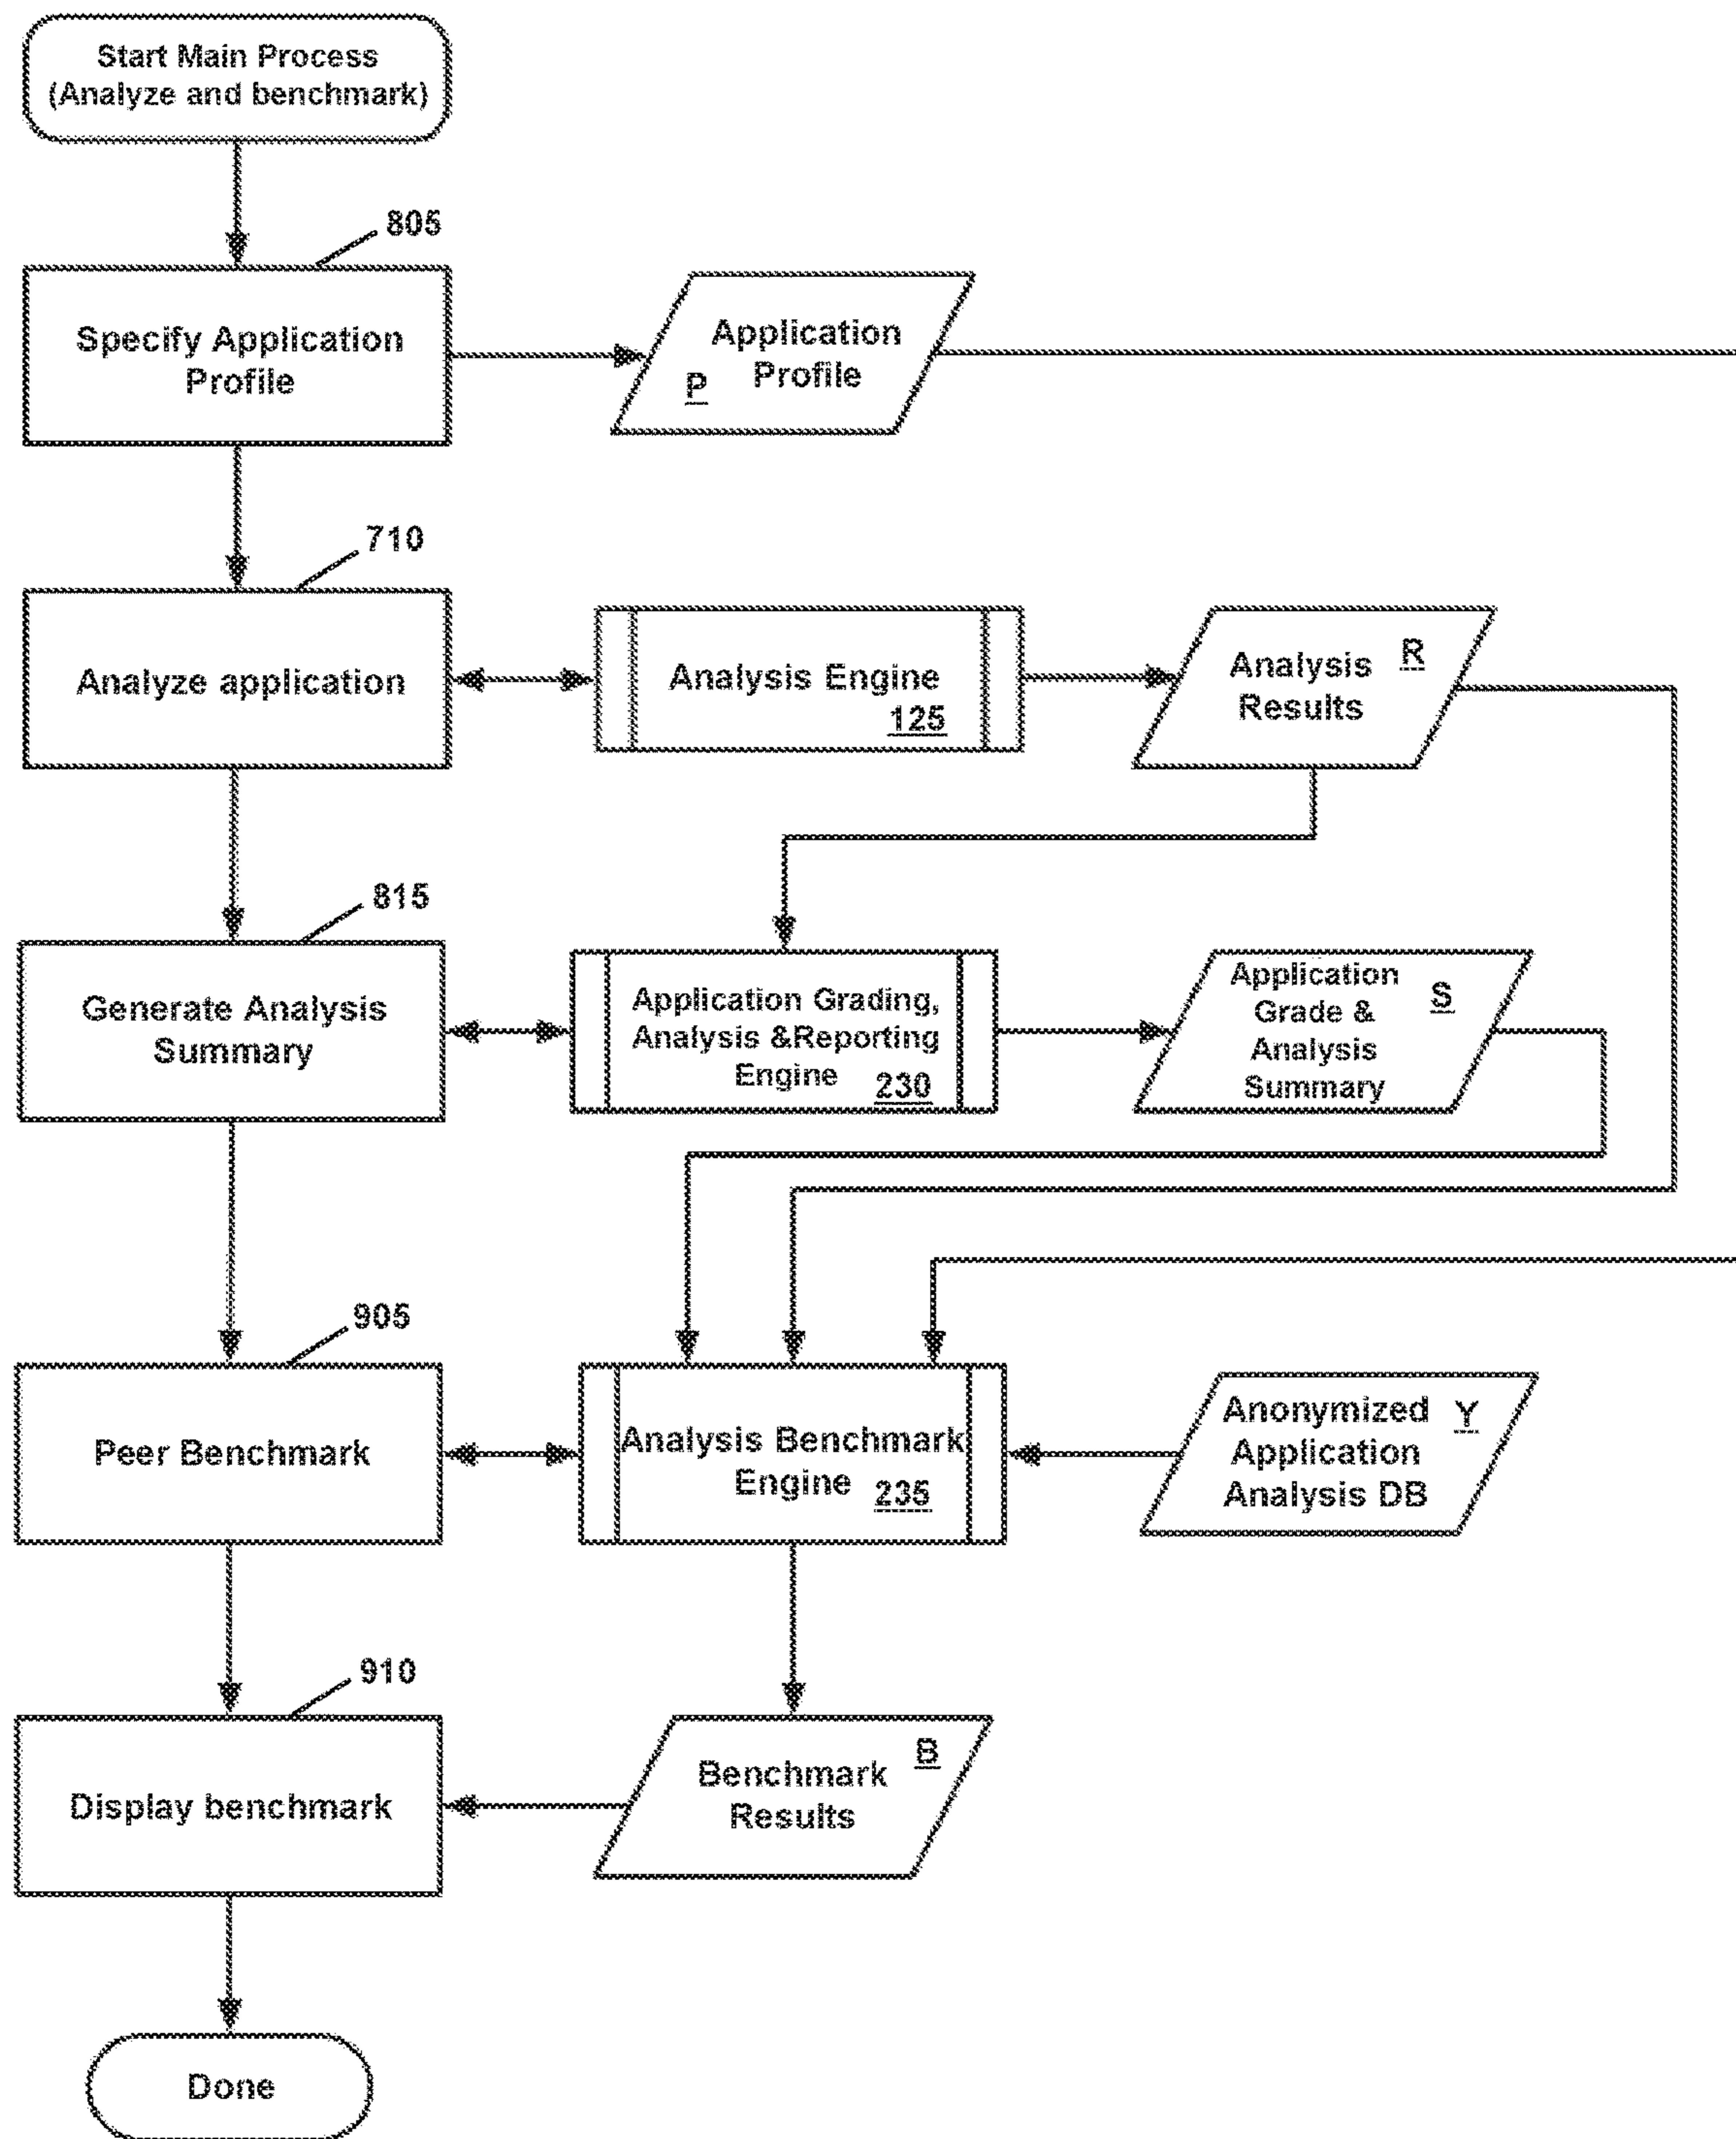 Start Main Process
(Analyze and benchmark)
805
Specify Application
Profile
Application
Profile
P
710
Analyze application
Analysis Engine
125
Analysis
Results
R
815
Generate Analysis
Summary
Application Grading,
Analysis &Reporting
Engine
230
Application
Grade &
Analysis
Summary
S
905
Peer Benchmark
Analysis Benchmark
Engine
235
Anonymized
Application
Analysis DB
Y
910
Display benchmark
Benchmark
Results
B
Done